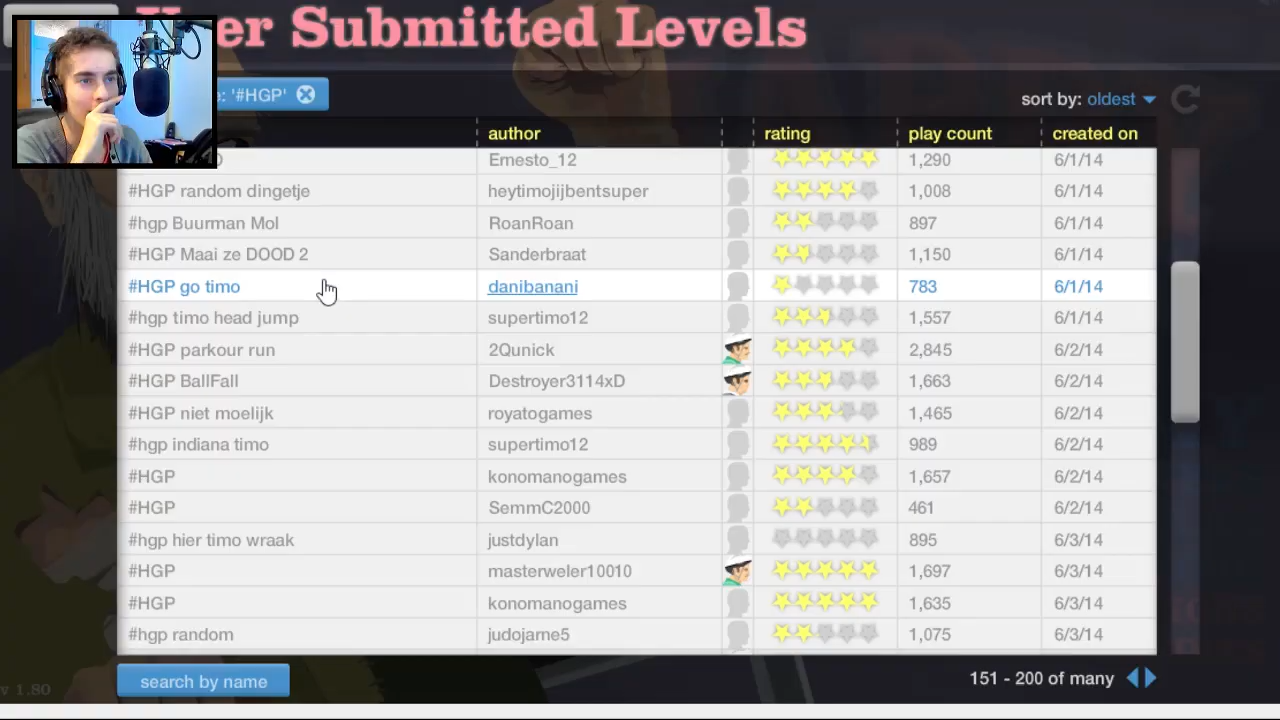 er Submitted Levels
e: '#HGP'
sort by: oldest
author rating play count created on
Ernesto_12 1,290 6/1/14
#HGP random dingetje heytimojijbentsuper 1,008 6/1/14
#hgp Buurman Mol RoanRoan 897 6/1/14
#HGP Maai ze DOOD 2 Sanderbraat 1,150 6/1/14
#HGP go timo danibanani 783 6/1/14
#hgp timo head jump supertimo12 1,557 6/1/14
#HGP parkour run 2Qunick 2,845 6/2/14
#HGP BallFall Destroyer3114xD 1,663 6/2/14
#HGP niet moelijk royatogames 1,465 6/2/14
#hgp indiana timo supertimo12 989 6/2/14
#HGP konomanogames 1,657 6/2/14
#HGP SemmC2000 461 6/2/14
#hgp hier timo wraak justdylan 895 6/3/14
#HGP masterweler10010 1,697 6/3/14
#HGP konomanogames 1,635 6/3/14
#hgp random judojarne5 1,075 6/3/14
search by name 151 - 200 of many
v 1.80